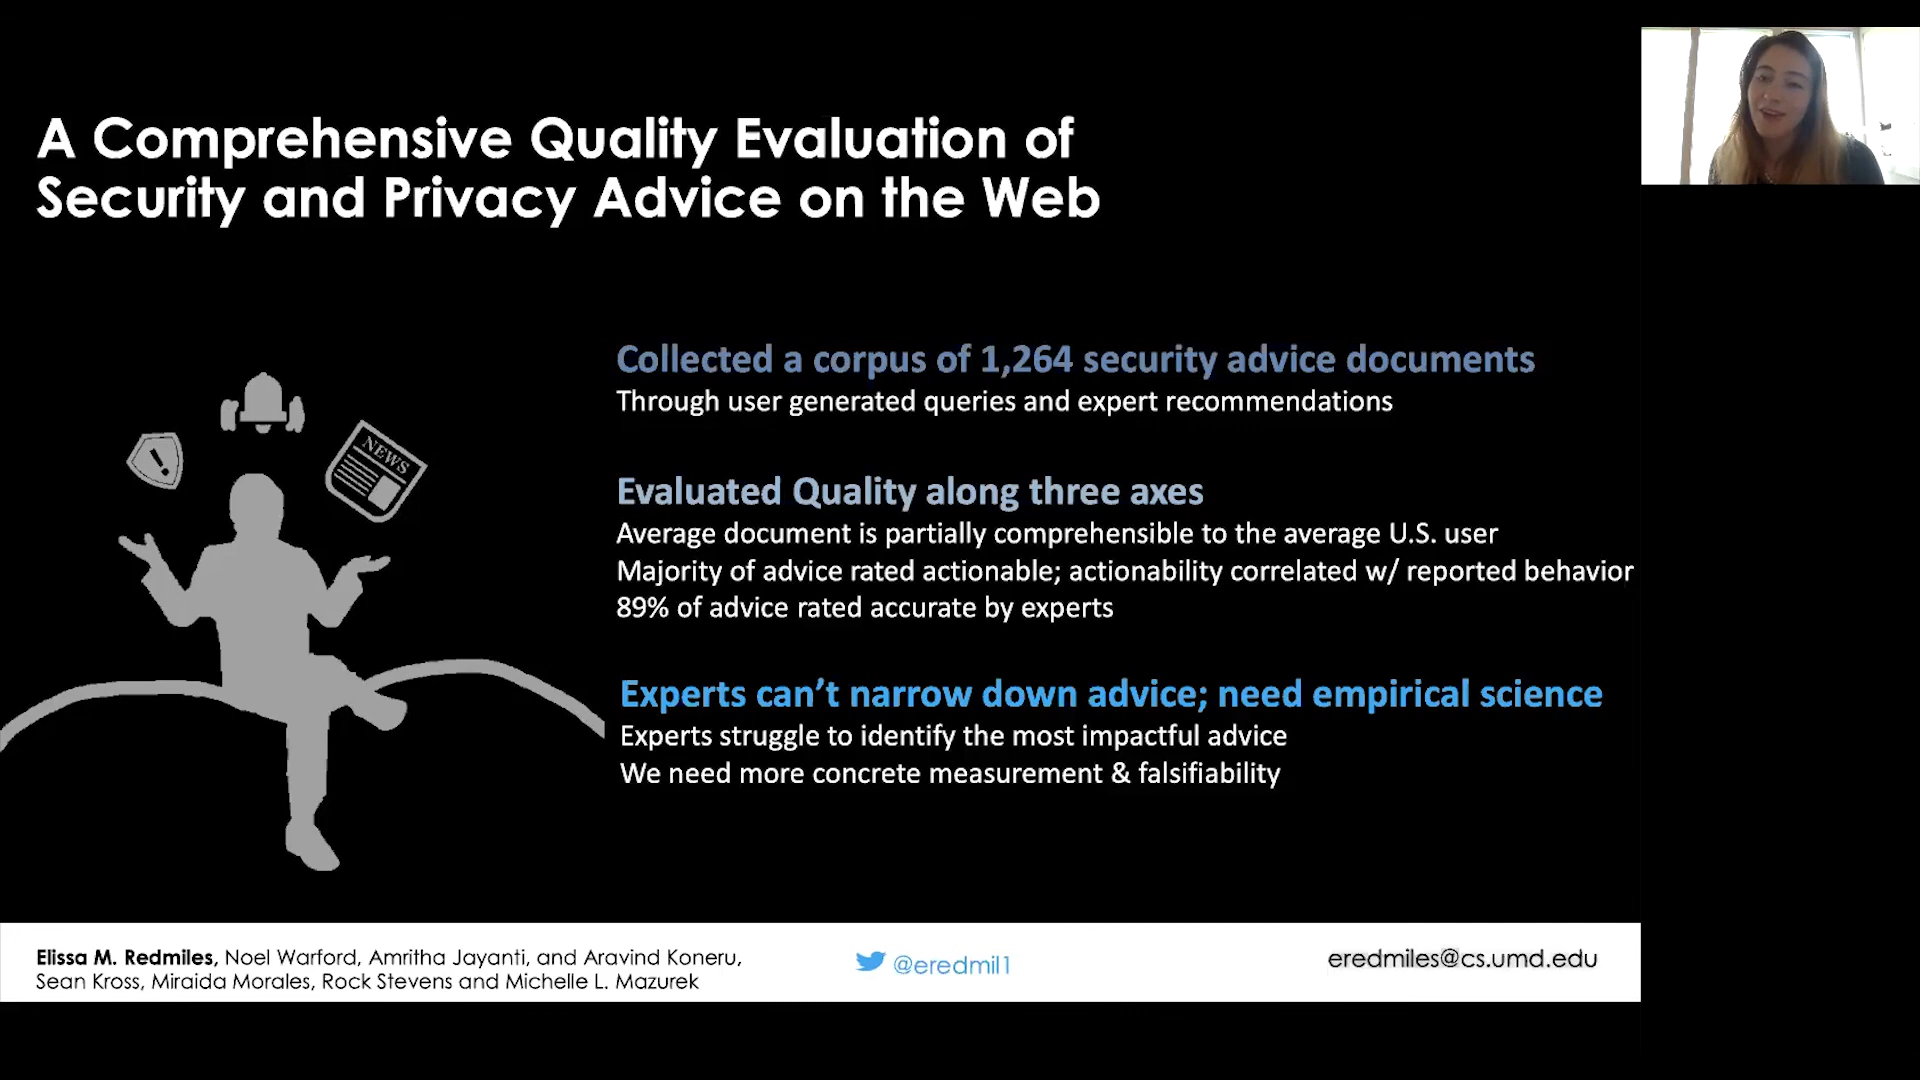 A Comprehensive Quality Evaluation of
Security and Privacy Advice on the Web
NEWS
Collected a corpus of 1,264 security advice documents
Through user generated queries and expert recommendations
Evaluated Quality along three axes
Average document is partially comprehensible to the average U.S. user
Majority of advice rated actionable; actionability correlated w/ reported behavior
89% of advice rated accurate by experts
Experts can’t narrow down advice; need empirical science
Experts struggle to identify the most impactful advice
We need more concrete measurement & falsifiability
Elissa M. Redmiles, Noel Warford, Amritha Jayanti, and Aravind Koneru,
Sean Kross, Miraida Morales, Rock Stevens and Michelle L. Mazurek
@eredmil1
eredmiles@cs.umd.edu